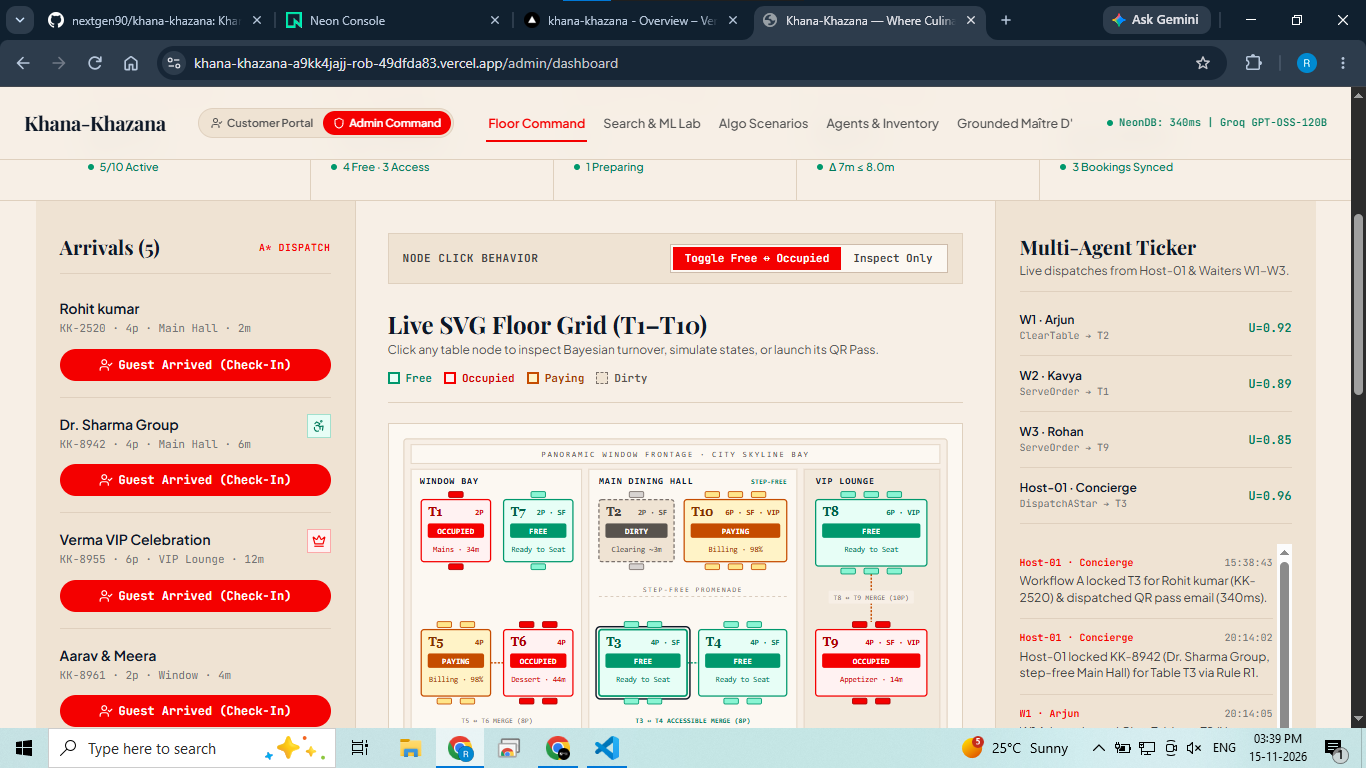 nextgen90/khana-khazana: Khan
Neon Console
khana-khazana - Overview – Ver
Khana-Khazana — Where Culina
Ask Gemini
khana-khazana-a9kk4jajj-rob-49dfda83.vercel.app/admin/dashboard
R
Khana-Khazana
Customer Portal
Admin Command
Floor Command
Search & ML Lab
Algo Scenarios
Agents & Inventory
Grounded Maître D'
NeonDB: 340ms | Groq GPT-OSS-120B
5/10 Active
4 Free · 3 Access
1 Preparing
Δ 7m ≤ 8.0m
3 Bookings Synced
Arrivals (5)
A* DISPATCH
Rohit kumar
KK-2520 · 4p · Main Hall · 2m
Guest Arrived (Check-In)
Dr. Sharma Group
KK-8942 · 4p · Main Hall · 6m
Guest Arrived (Check-In)
Verma VIP Celebration
KK-8955 · 6p · VIP Lounge · 12m
Guest Arrived (Check-In)
Aarav & Meera
KK-8961 · 2p · Window · 4m
Guest Arrived (Check-In)
NODE CLICK BEHAVIOR
Toggle Free ↔ Occupied
Inspect Only
Live SVG Floor Grid (T1–T10)
Click any table node to inspect Bayesian turnover, simulate states, or launch its QR Pass.
Free
Occupied
Paying
Dirty
PANORAMIC WINDOW FRONTAGE · CITY SKYLINE BAY
WINDOW BAY
T1 2P
OCCUPIED
Mains · 34m
T7 2P · SF
FREE
Ready to Seat
T5 4P
PAYING
Billing · 98%
T6 4P
OCCUPIED
Dessert · 44m
T5 ↔ T6 MERGE (8P)
MAIN DINING HALL
STEP-FREE
T2 2P · SF
DIRTY
Clearing ~3m
T10 6P · SF · VIP
PAYING
Billing · 98%
STEP-FREE PROMENADE
T3 4P · SF
FREE
Ready to Seat
T4 4P · SF
FREE
Ready to Seat
T3 ↔ T4 ACCESSIBLE MERGE (8P)
VIP LOUNGE
T8 6P · VIP
FREE
Ready to Seat
T8 ↔ T9 MERGE (10P)
T9 4P · SF · VIP
OCCUPIED
Appetizer · 14m
Multi-Agent Ticker
Live dispatches from Host-01 & Waiters W1–W3.
W1 · Arjun
ClearTable → T2
U=0.92
W2 · Kavya
ServeOrder → T1
U=0.89
W3 · Rohan
ServeOrder → T9
U=0.85
Host-01 · Concierge
DispatchAStar → T3
U=0.96
Host-01 · Concierge 15:38:43
Workflow A locked T3 for Rohit kumar (KK-
2520) & dispatched QR pass email (340ms).
Host-01 · Concierge 20:14:02
Host-01 locked KK-8942 (Dr. Sharma Group,
step-free Main Hall) for Table T3 via Rule R1.
W1 · Arjun 20:14:05
Type here to search
5
25°C Sunny
ENG
03:39 PM
15-11-2026
1